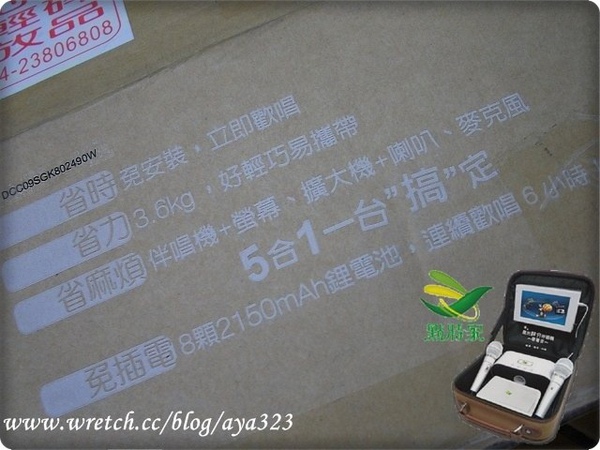 4-23806808
DCC09SGK802490W
省時 免安裝，立即歡唱
省力 3.6kg，好輕巧易攜帶
省麻煩 伴唱機+螢幕、擴大機+喇叭、麥克風
5合1一台"搞"定
免插電 8顆2150mAh鋰電池，連續歡唱 6 小時！
www.wretch.cc/blog/aya323